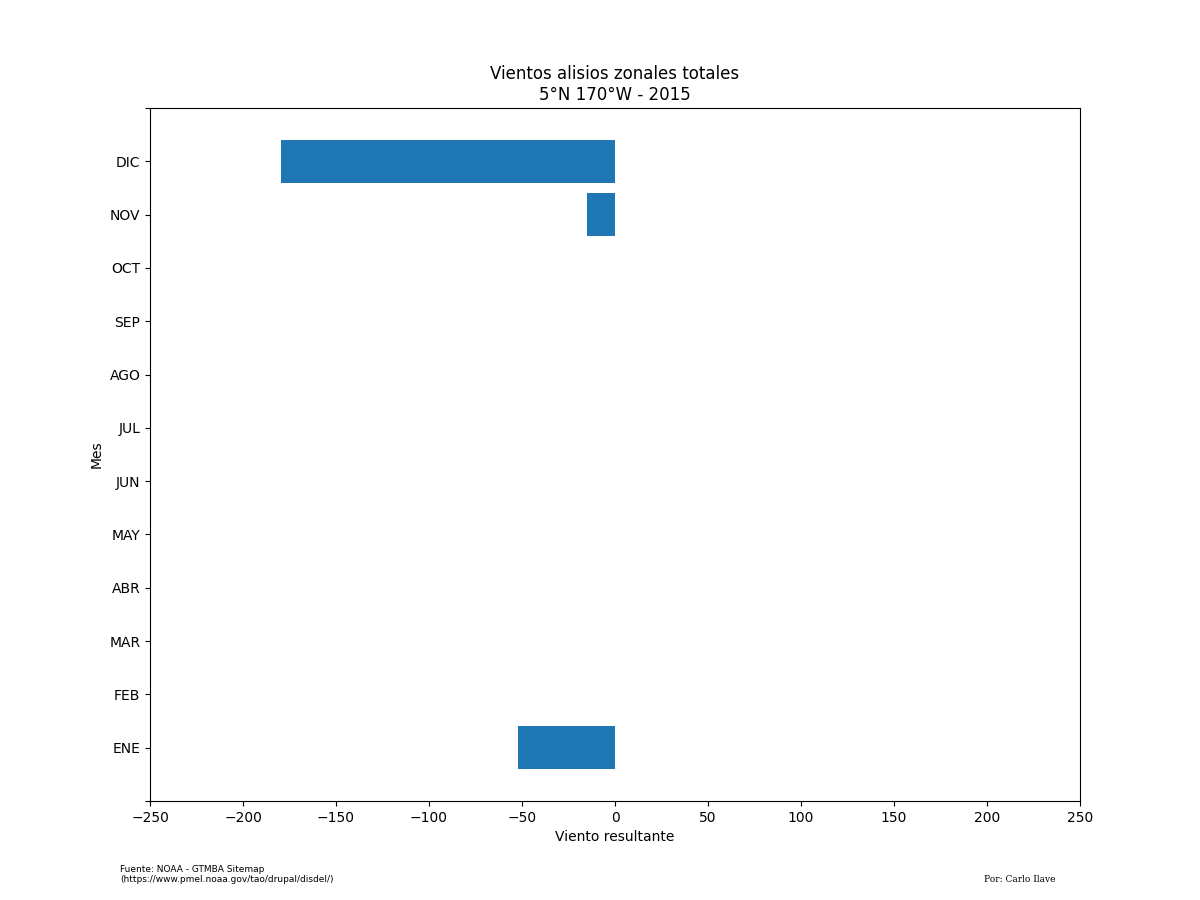 Vientos alisios zonales totales
5°N 170°W - 2015
DIC
NOV
OCT
SEP
AGO
JUL
JUN
MAY
ABR
MAR
FEB
ENE
Mes
−250 −200 −150 −100 −50 0 50 100 150 200 250
Viento resultante
Fuente: NOAA - GTMBA Sitemap
(https://www.pmel.noaa.gov/tao/drupal/disdel/)
Por: Carlo Ilave